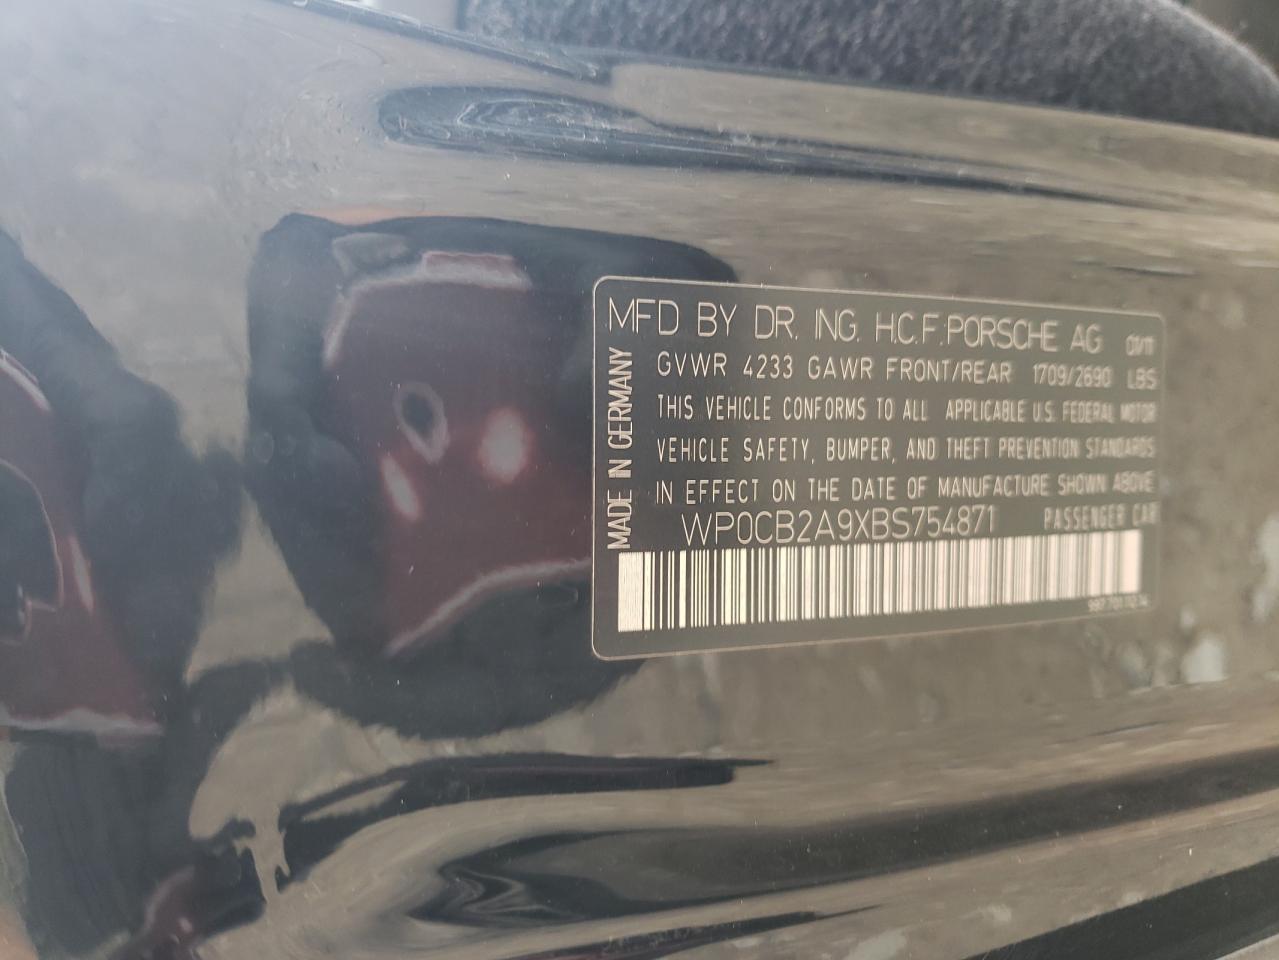 MFD BY DR. ING. H.C.F. PORSCHE AG 01/11
MADE IN GERMANY
GVWR 4233 GAWR FRONT/REAR 1709/2690 LBS
THIS VEHICLE CONFORMS TO ALL APPLICABLE U.S. FEDERAL MOTOR
VEHICLE SAFETY, BUMPER, AND THEFT PREVENTION STANDARDS
IN EFFECT ON THE DATE OF MANUFACTURE SHOWN ABOVE
WP0CB2A9XBS754871 PASSENGER CAR